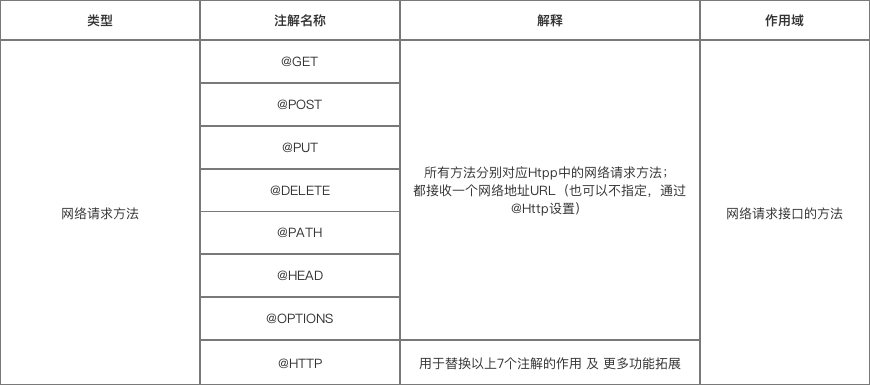 类型
注解名称
解释
作用域
网络请求方法
@GET
@POST
@PUT
@DELETE
@PATH
@HEAD
@OPTIONS
@HTTP
所有方法分别对应Htpp中的网络请求方法；
都接收一个网络地址URL（也可以不指定，通过
@Http设置）
用于替换以上7个注解的作用 及 更多功能拓展
网络请求接口的方法